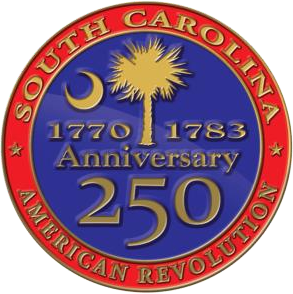 SOUTH CAROLINA
1770 1783
Anniversary
250
AMERICAN REVOLUTION